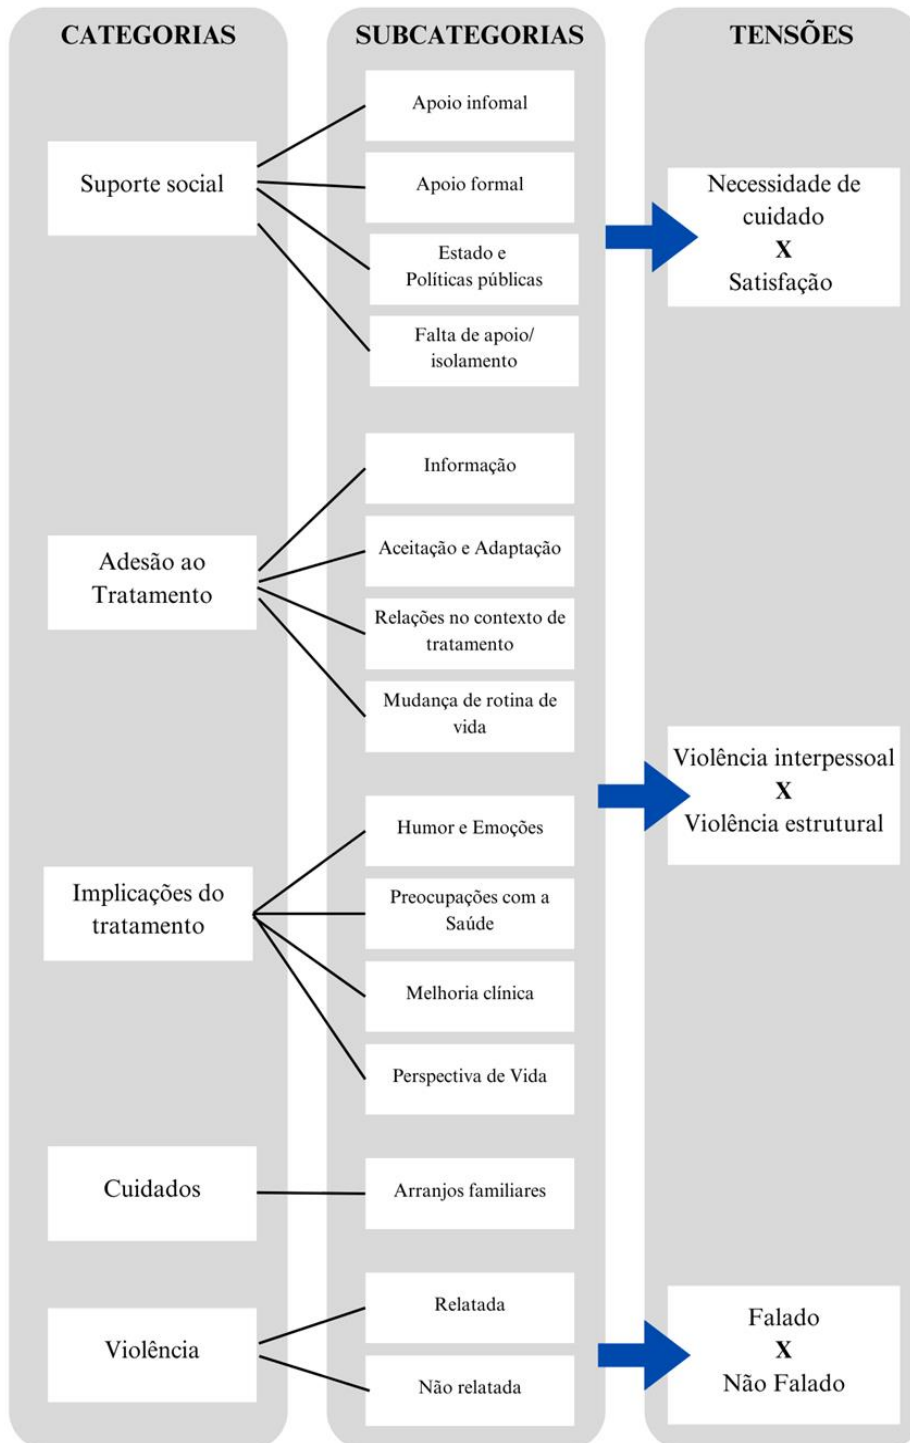 CATEGORIAS
SUBCATEGORIAS
TENSÕES
Suporte social
Apoio infomal
Apoio formal
Estado e
Políticas públicas
Falta de apoio/
isolamento
Necessidade de
cuidado
X
Satisfação
Adesão ao
Tratamento
Informação
Aceitação e Adaptação
Relações no contexto de
tratamento
Mudança de rotina de
vida
Violência interpessoal
X
Violência estrutural
Implicações do
tratamento
Humor e Emoções
Preocupações com a
Saúde
Melhoria clínica
Perspectiva de Vida
Cuidados
Arranjos familiares
Violência
Relatada
Não relatada
Falado
X
Não Falado